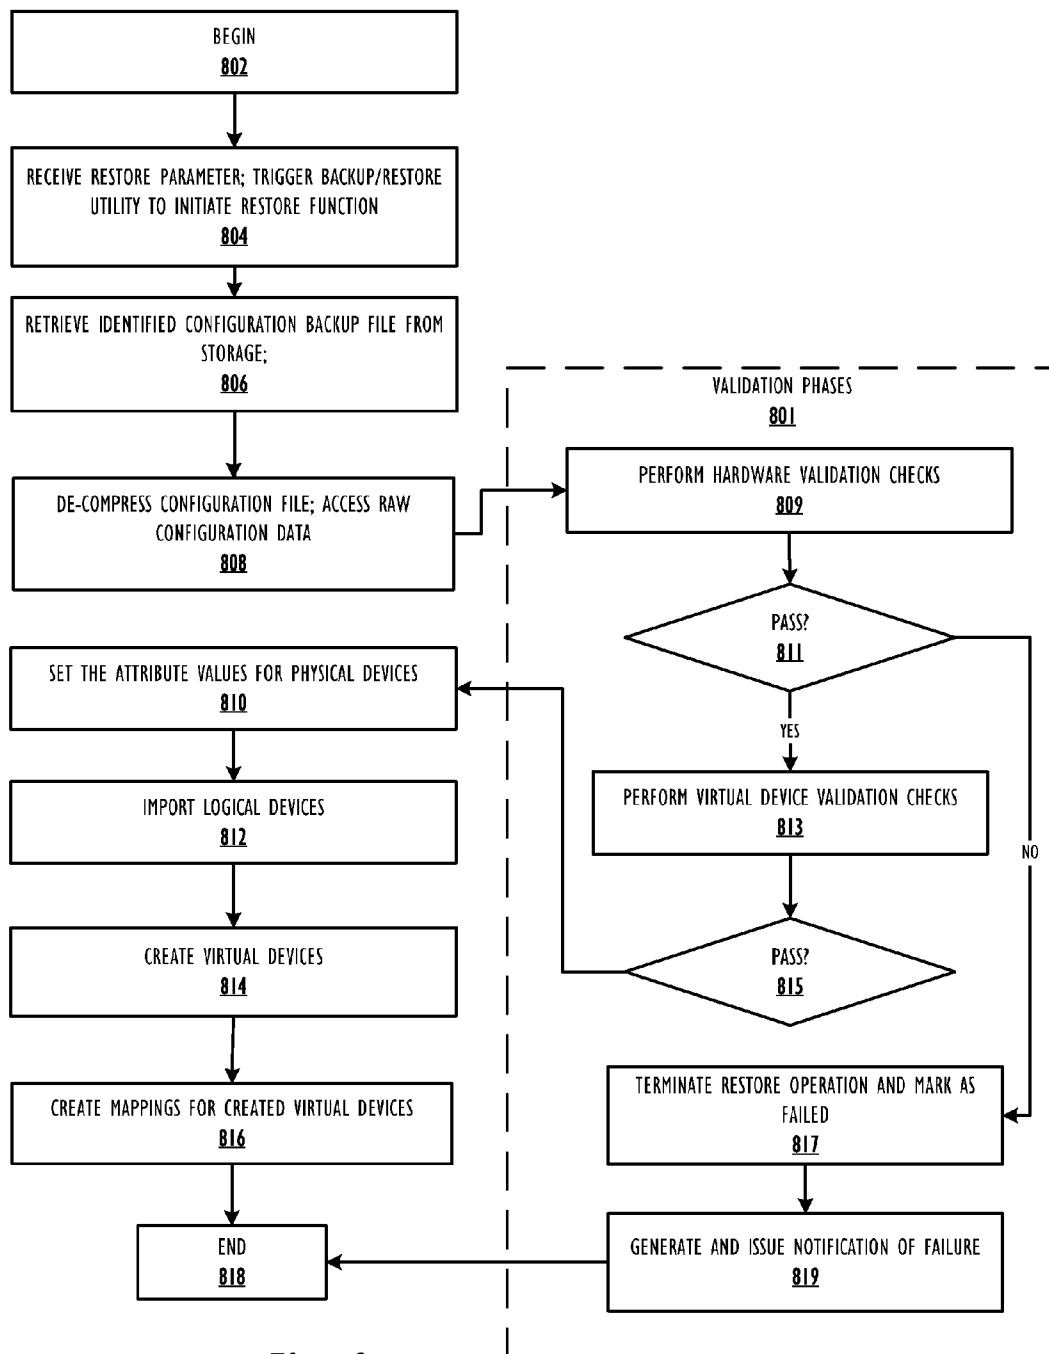 BEGIN
802
RECEIVE RESTORE PARAMETER; TRIGGER BACKUP/RESTORE
UTILITY TO INITIATE RESTORE FUNCTION
804
RETRIEVE IDENTIFIED CONFIGURATION BACKUP FILE FROM
STORAGE;
806
DE-COMPRESS CONFIGURATION FILE; ACCESS RAW
CONFIGURATION DATA
808
VALIDATION PHASES
801
PERFORM HARDWARE VALIDATION CHECKS
809
PASS?
811
YES
NO
PERFORM VIRTUAL DEVICE VALIDATION CHECKS
813
PASS?
815
SET THE ATTRIBUTE VALUES FOR PHYSICAL DEVICES
810
IMPORT LOGICAL DEVICES
812
CREATE VIRTUAL DEVICES
814
CREATE MAPPINGS FOR CREATED VIRTUAL DEVICES
816
TERMINATE RESTORE OPERATION AND MARK AS
FAILED
817
GENERATE AND ISSUE NOTIFICATION OF FAILURE
819
END
818